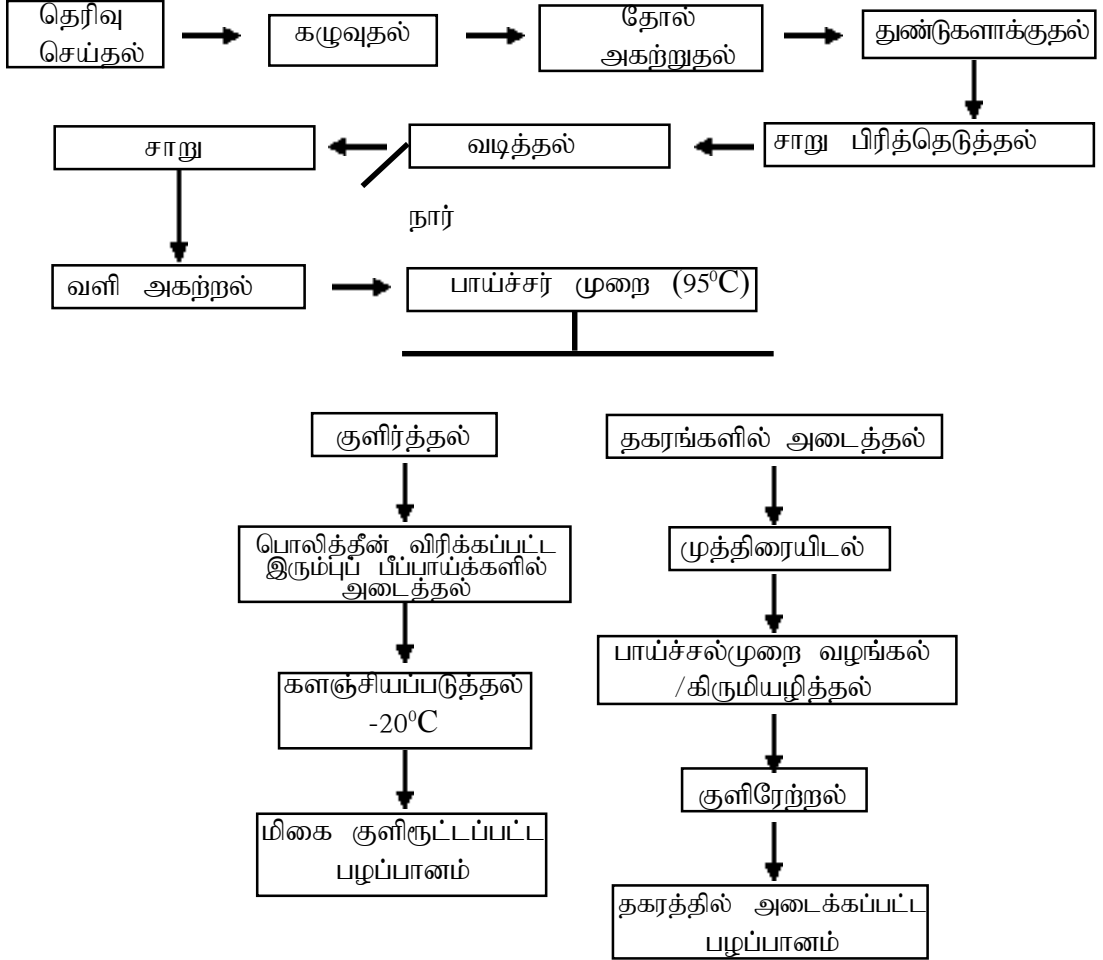 தெரிவு
செய்தல்
கழுவுதல்
தோல்
அகற்றுதல்
துண்டுகளாக்குதல்
சாறு பிரித்தெடுத்தல்
வடித்தல்
சாறு
நார்
வளி அகற்றல்
பாய்ச்சர் முறை (95⁰C)
குளிர்த்தல்
பொலித்தீன் விரிக்கப்பட்ட
இரும்புப் பீப்பாய்க்களில்
அடைத்தல்
களஞ்சியப்படுத்தல்
-20⁰C
மிகை குளிரூட்டப்பட்ட
பழப்பானம்
தகரங்களில் அடைத்தல்
முத்திரையிடல்
பாய்ச்சல்முறை வழங்கல்
/கிருமியழித்தல்
குளிரேற்றல்
தகரத்தில் அடைக்கப்பட்ட
பழப்பானம்